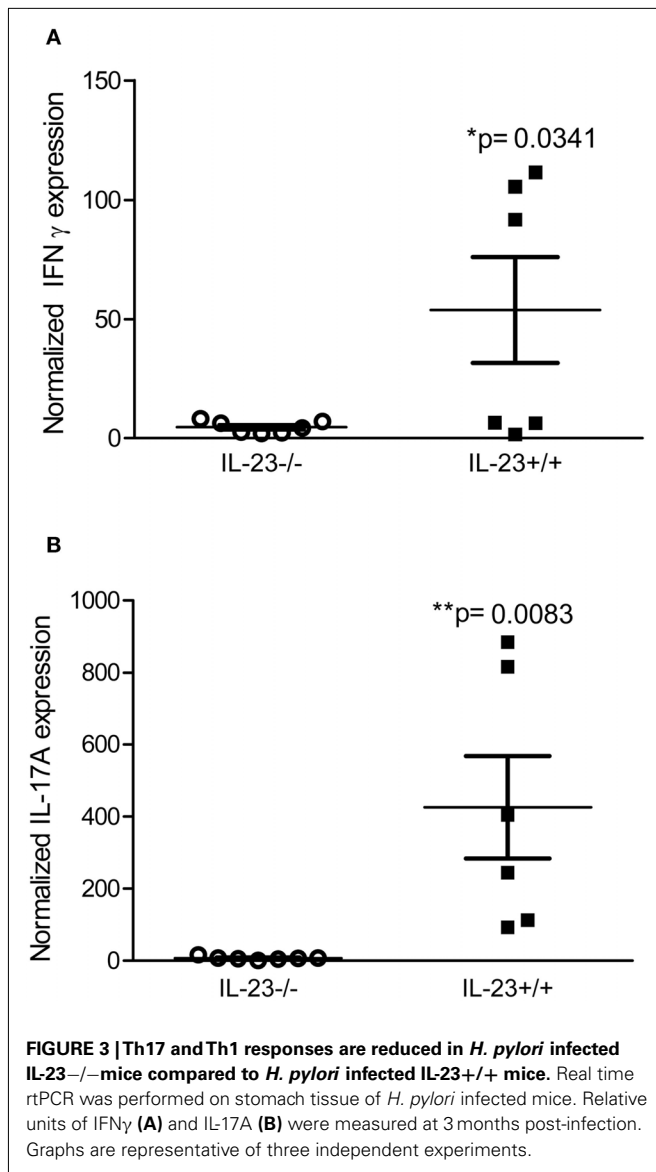 A
150
100
50
0
Normalized IFN γ expression
*p= 0.0341
IL-23-/-
IL-23+/+
B
1000
800
600
400
200
0
Normalized IL-17A expression
**p= 0.0083
IL-23-/-
IL-23+/+
FIGURE 3 | Th17 and Th1 responses are reduced in H. pylori infected
IL-23−/−mice compared to H. pylori infected IL-23+/+ mice. Real time
rtPCR was performed on stomach tissue of H. pylori infected mice. Relative
units of IFNγ (A) and IL-17A (B) were measured at 3 months post-infection.
Graphs are representative of three independent experiments.